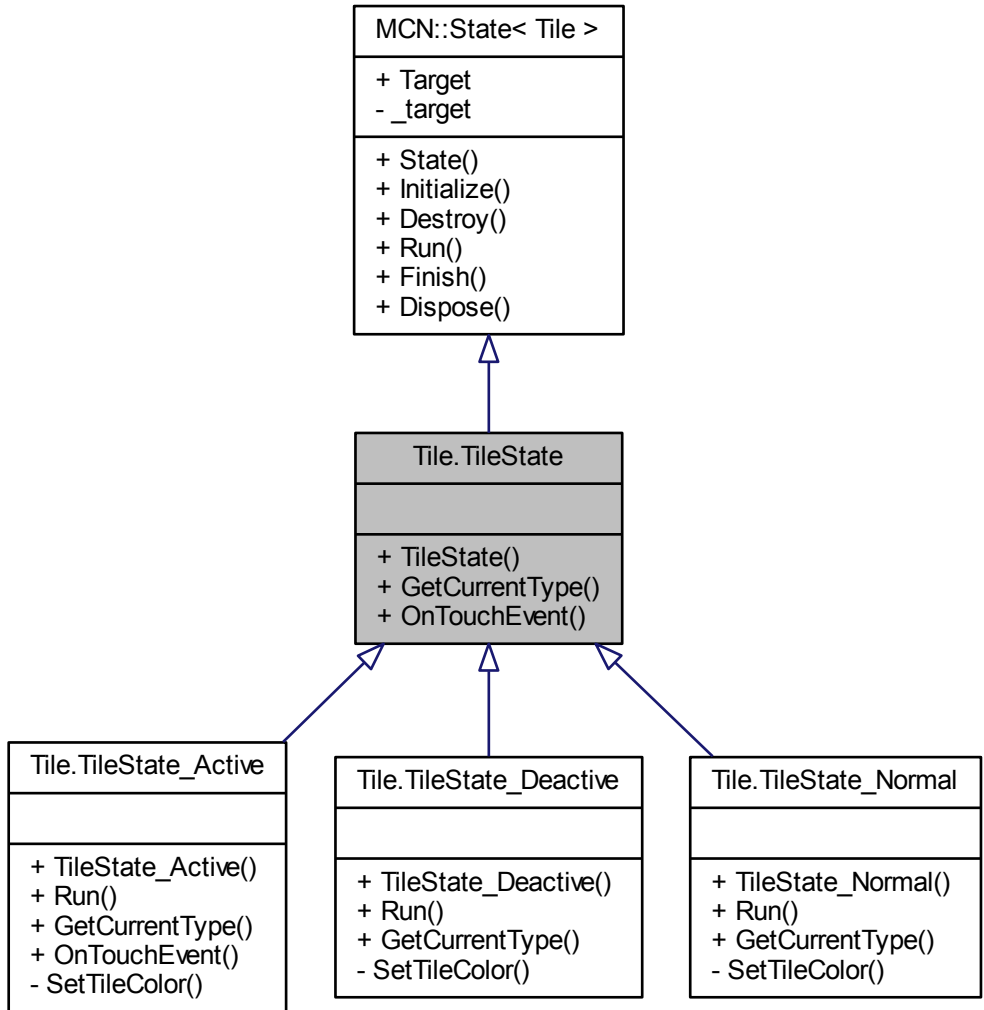 MCN::State< Tile >
+ Target
- _target
+ State()
+ Initialize()
+ Destroy()
+ Run()
+ Finish()
+ Dispose()
Tile.TileState
+ TileState()
+ GetCurrentType()
+ OnTouchEvent()
Tile.TileState_Active
+ TileState_Active()
+ Run()
+ GetCurrentType()
+ OnTouchEvent()
- SetTileColor()
Tile.TileState_Deactive
+ TileState_Deactive()
+ Run()
+ GetCurrentType()
- SetTileColor()
Tile.TileState_Normal
+ TileState_Normal()
+ Run()
+ GetCurrentType()
- SetTileColor()